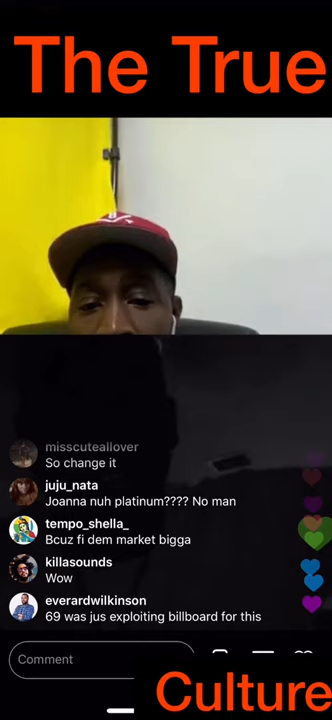 The True
misscuteallover
So change it
juju_nata
Joanna nuh platinum???? No man
tempo_shella_
Bcuz fi dem market bigga
killasounds
Wow
everardwilkinson
69 was jus exploiting billboard for this
Comment
Culture